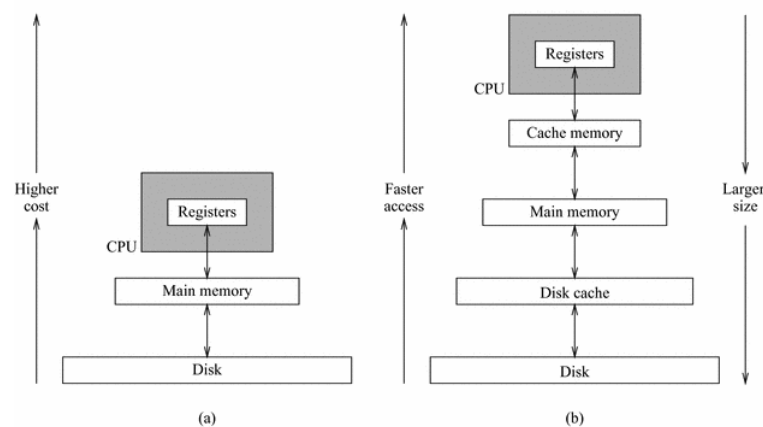 Higher
cost
Registers
CPU
Main memory
Disk
(a)
Faster
access
Registers
CPU
Cache memory
Main memory
Disk cache
Disk
Larger
size
(b)